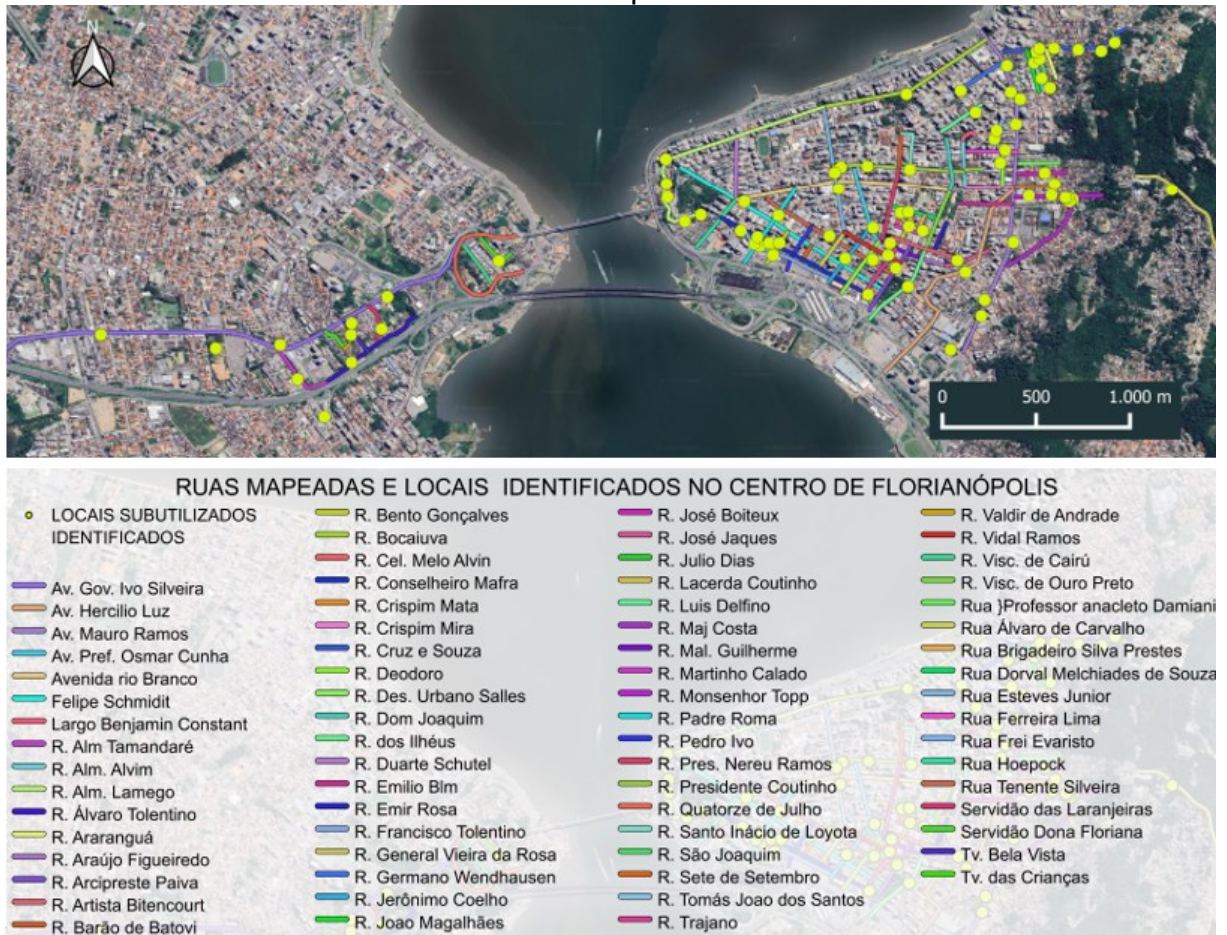 N
0 500 1.000 m
RUAS MAPEADAS E LOCAIS IDENTIFICADOS NO CENTRO DE FLORIANÓPOLIS
LOCAIS SUBUTILIZADOS
IDENTIFICADOS
Av. Gov. Ivo Silveira
Av. Hercilio Luz
Av. Mauro Ramos
Av. Pref. Osmar Cunha
Avenida rio Branco
Felipe Schmidit
Largo Benjamin Constant
R. Alm Tamandaré
R. Alm. Alvim
R. Alm. Lamego
R. Álvaro Tolentino
R. Araranguá
R. Araújo Figueiredo
R. Arcipreste Paiva
R. Artista Bitencourt
R. Barão de Batovi
R. Bento Gonçalves
R. Bocaiuva
R. Cel. Melo Alvin
R. Conselheiro Mafra
R. Crispim Mata
R. Crispim Mira
R. Cruz e Souza
R. Deodoro
R. Des. Urbano Salles
R. Dom Joaquim
R. dos Ilhéus
R. Duarte Schutel
R. Emilio Blm
R. Emir Rosa
R. Francisco Tolentino
R. General Vieira da Rosa
R. Germano Wendhausen
R. Jerônimo Coelho
R. Joao Magalhães
R. José Boiteux
R. José Jaques
R. Julio Dias
R. Lacerda Coutinho
R. Luis Delfino
R. Maj Costa
R. Mal. Guilherme
R. Martinho Calado
R. Monsenhor Topp
R. Padre Roma
R. Pedro Ivo
R. Pres. Nereu Ramos
R. Presidente Coutinho
R. Quatorze de Julho
R. Santo Inácio de Loyota
R. São Joaquim
R. Sete de Setembro
R. Tomás Joao dos Santos
R. Trajano
R. Valdir de Andrade
R. Vidal Ramos
R. Visc. de Cairú
R. Visc. de Ouro Preto
Rua }Professor anacleto Damiani
Rua Álvaro de Carvalho
Rua Brigadeiro Silva Prestes
Rua Dorval Melchiades de Souza
Rua Esteves Junior
Rua Ferreira Lima
Rua Frei Evaristo
Rua Hoepock
Rua Tenente Silveira
Servidão das Laranjeiras
Servidão Dona Floriana
Tv. Bela Vista
Tv. das Crianças